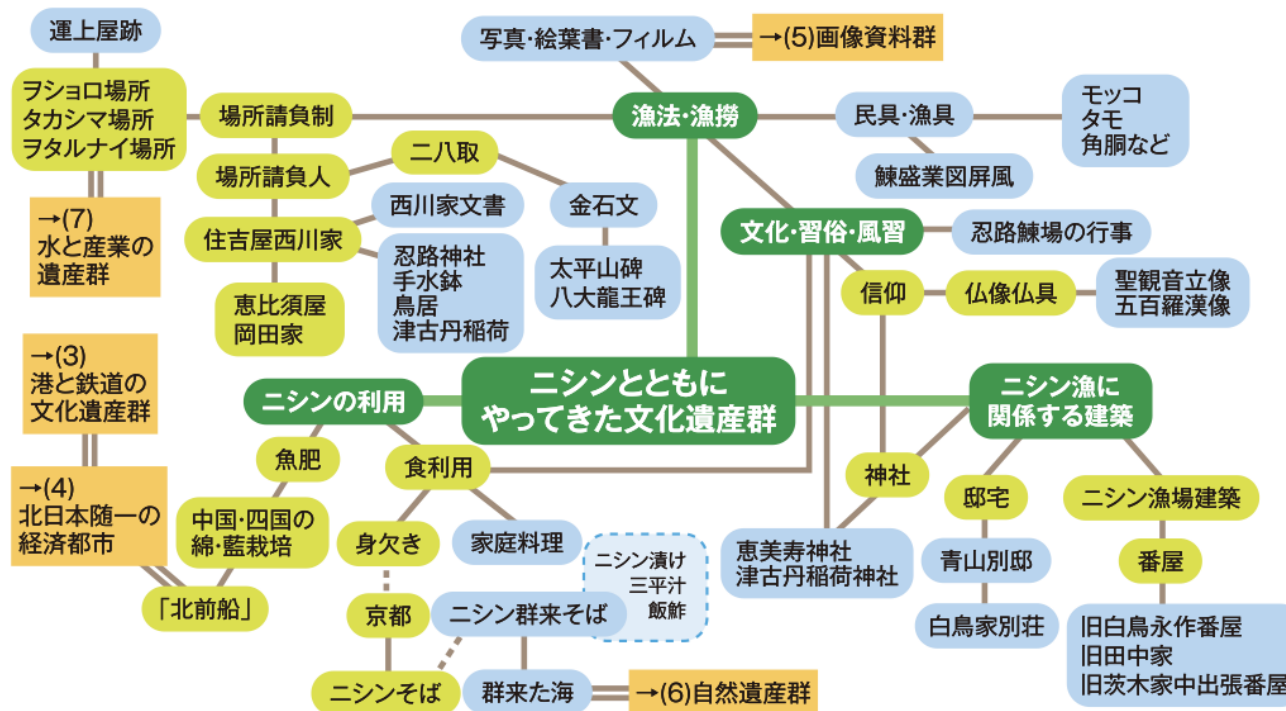 運上屋跡
ヲショロ場所
タカシマ場所
ヲタルナイ場所
→(7)
水と産業の
遺産群
場所請負制
場所請負人
住吉屋西川家
恵比須屋
岡田家
二八取
西川家文書
忍路神社
手水鉢
鳥居
津古丹稲荷
金石文
太平山碑
八大龍王碑
写真・絵葉書・フィルム
→(5)画像資料群
漁法・漁撈
民具・漁具
モッコ
タモ
角胴など
鰊盛業図屏風
文化・習俗・風習
忍路鰊場の行事
信仰
仏像仏具
聖観音立像
五百羅漢像
ニシンとともに
やってきた文化遺産群
ニシンの利用
→(3)
港と鉄道の
文化遺産群
→(4)
北日本随一の
経済都市
魚肥
中国・四国の
綿・藍栽培
「北前船」
食利用
身欠き
京都
ニシンそば
家庭料理
ニシン漬け
三平汁
飯鮓
ニシン群来そば
群来た海
→(6)自然遺産群
ニシン漁に
関係する建築
神社
恵美寿神社
津古丹稲荷神社
邸宅
青山別邸
白鳥家別荘
ニシン漁場建築
番屋
旧白鳥永作番屋
旧田中家
旧茨木家中出張番屋